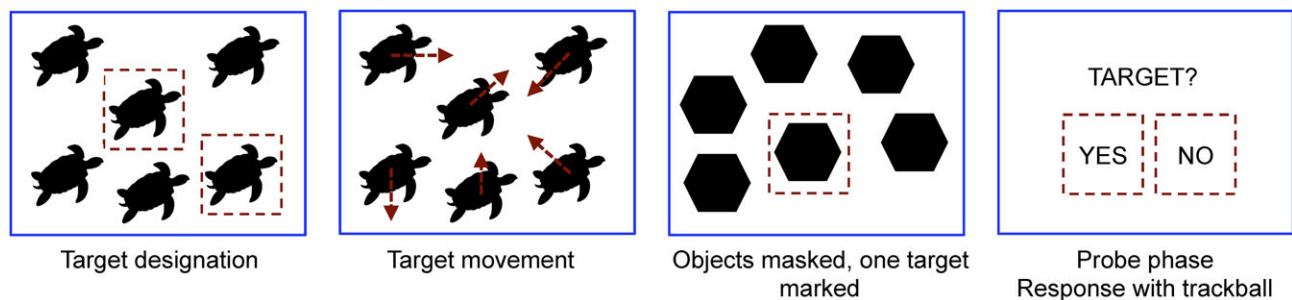 TARGET?
YES NO
Target designation
Target movement
Objects masked, one target
marked
Probe phase
Response with trackball